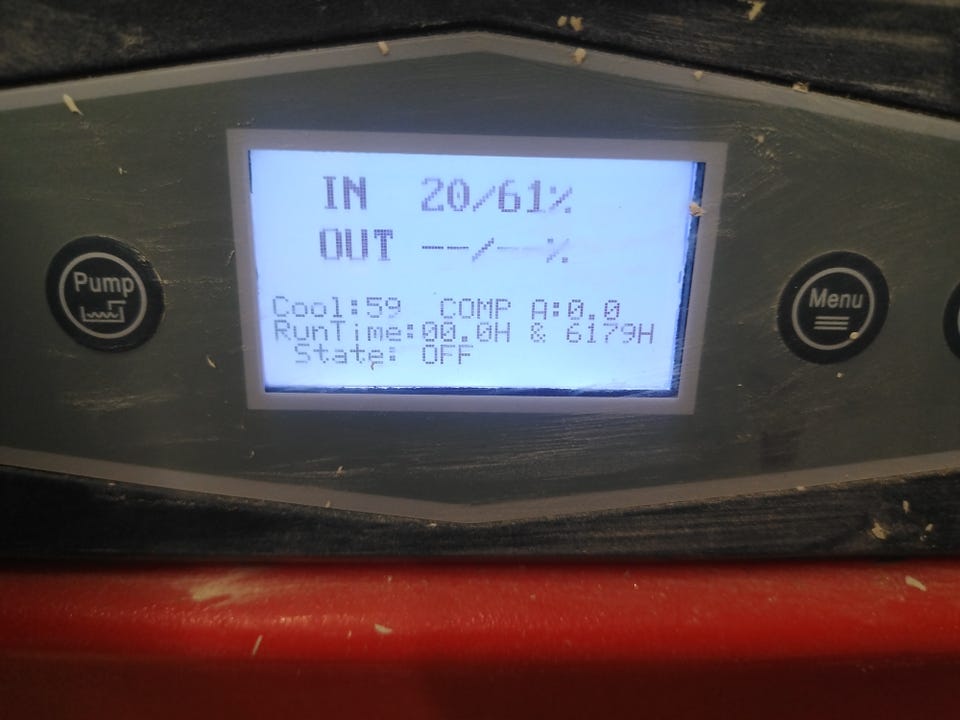 IN 20/61%
OUT --/--%
Cool:59 COMP A:0.0
RunTime:00.0H & 6179H
State: OFF
Pump
Menu